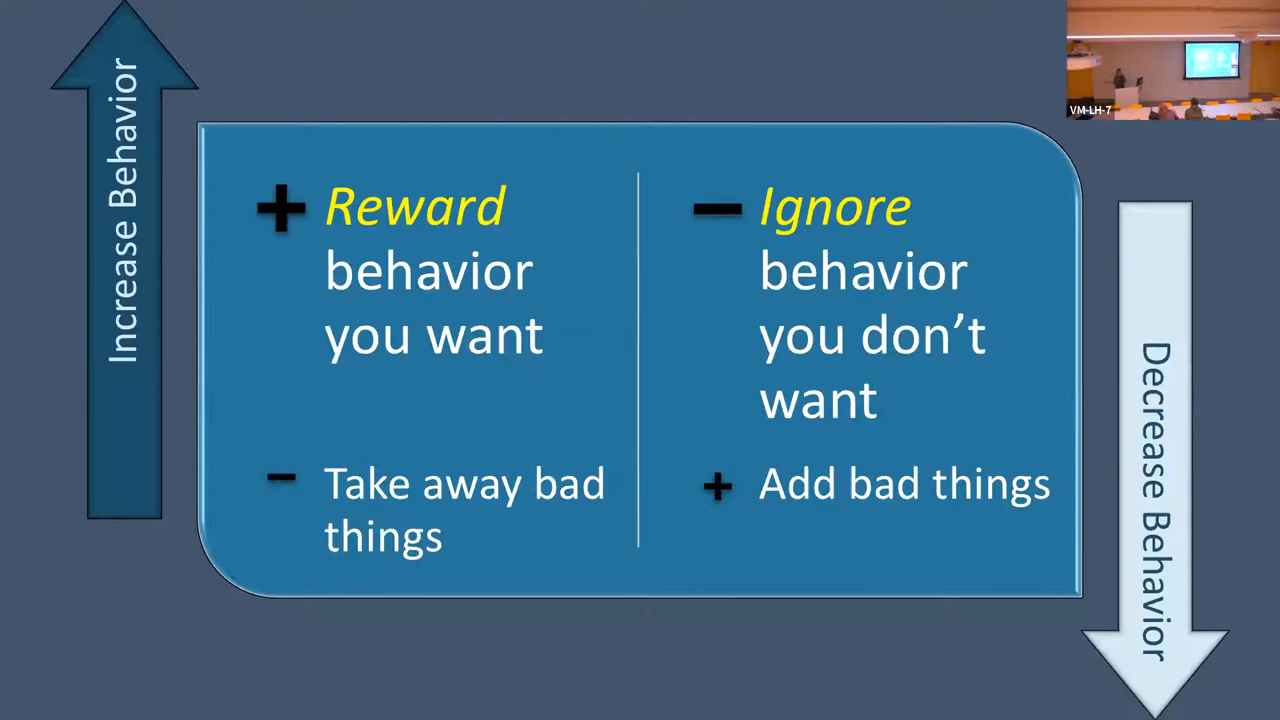 Increase Behavior
VM-LH-7
+ Reward
behavior
you want
- Take away bad
things
− Ignore
behavior
you don’t
want
+ Add bad things
Decrease Behavior